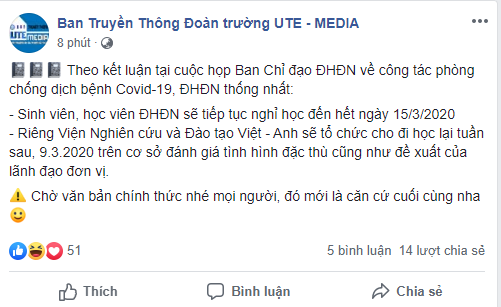 Ban Truyền Thông Đoàn trường UTE - MEDIA
8 phút ·
Theo kết luận tại cuộc họp Ban Chỉ đạo ĐHĐN về công tác phòng
chống dịch bệnh Covid-19, ĐHĐN thống nhất:
- Sinh viên, học viên ĐHĐN sẽ tiếp tục nghỉ học đến hết ngày 15/3/2020
- Riêng Viện Nghiên cứu và Đào tạo Việt - Anh sẽ tổ chức cho đi học lại tuần
sau, 9.3.2020 trên cơ sở đánh giá tình hình đặc thù cũng như đề xuất của
lãnh đạo đơn vị.
Chờ văn bản chính thức nhé mọi người, đó mới là căn cứ cuối cùng nha
51
5 bình luận 14 lượt chia sẻ
Thích Bình luận Chia sẻ